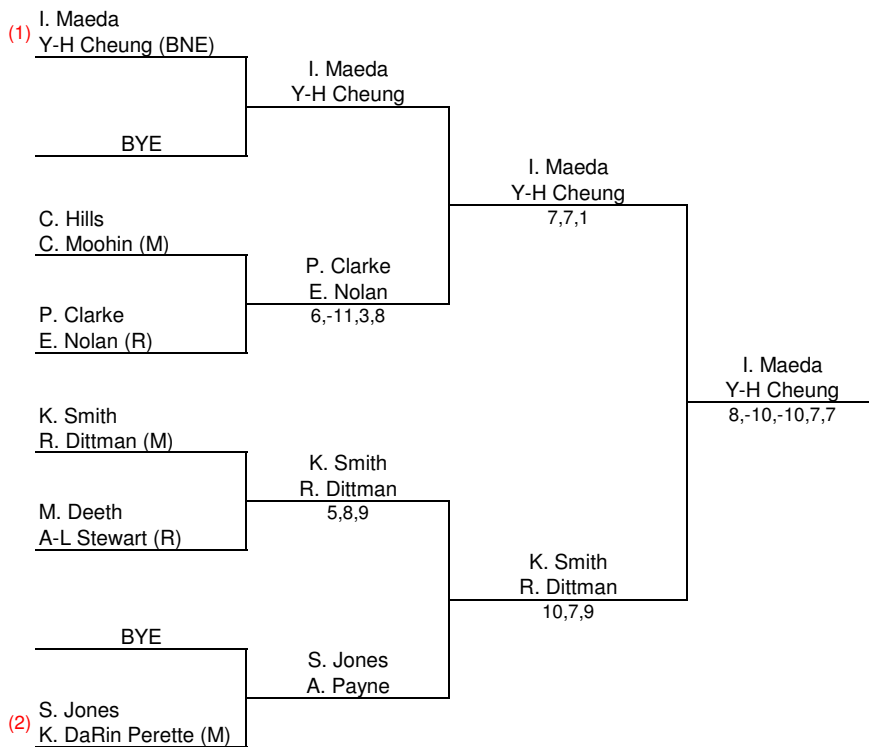 (1)
I. Maeda
Y-H Cheung (BNE)
BYE
C. Hills
C. Moohin (M)
P. Clarke
E. Nolan (R)
K. Smith
R. Dittman (M)
M. Deeth
A-L Stewart (R)
BYE
(2)
S. Jones
K. DaRin Perette (M)
I. Maeda
Y-H Cheung
P. Clarke
E. Nolan
6,-11,3,8
K. Smith
R. Dittman
5,8,9
S. Jones
A. Payne
I. Maeda
Y-H Cheung
7,7,1
K. Smith
R. Dittman
10,7,9
I. Maeda
Y-H Cheung
8,-10,-10,7,7